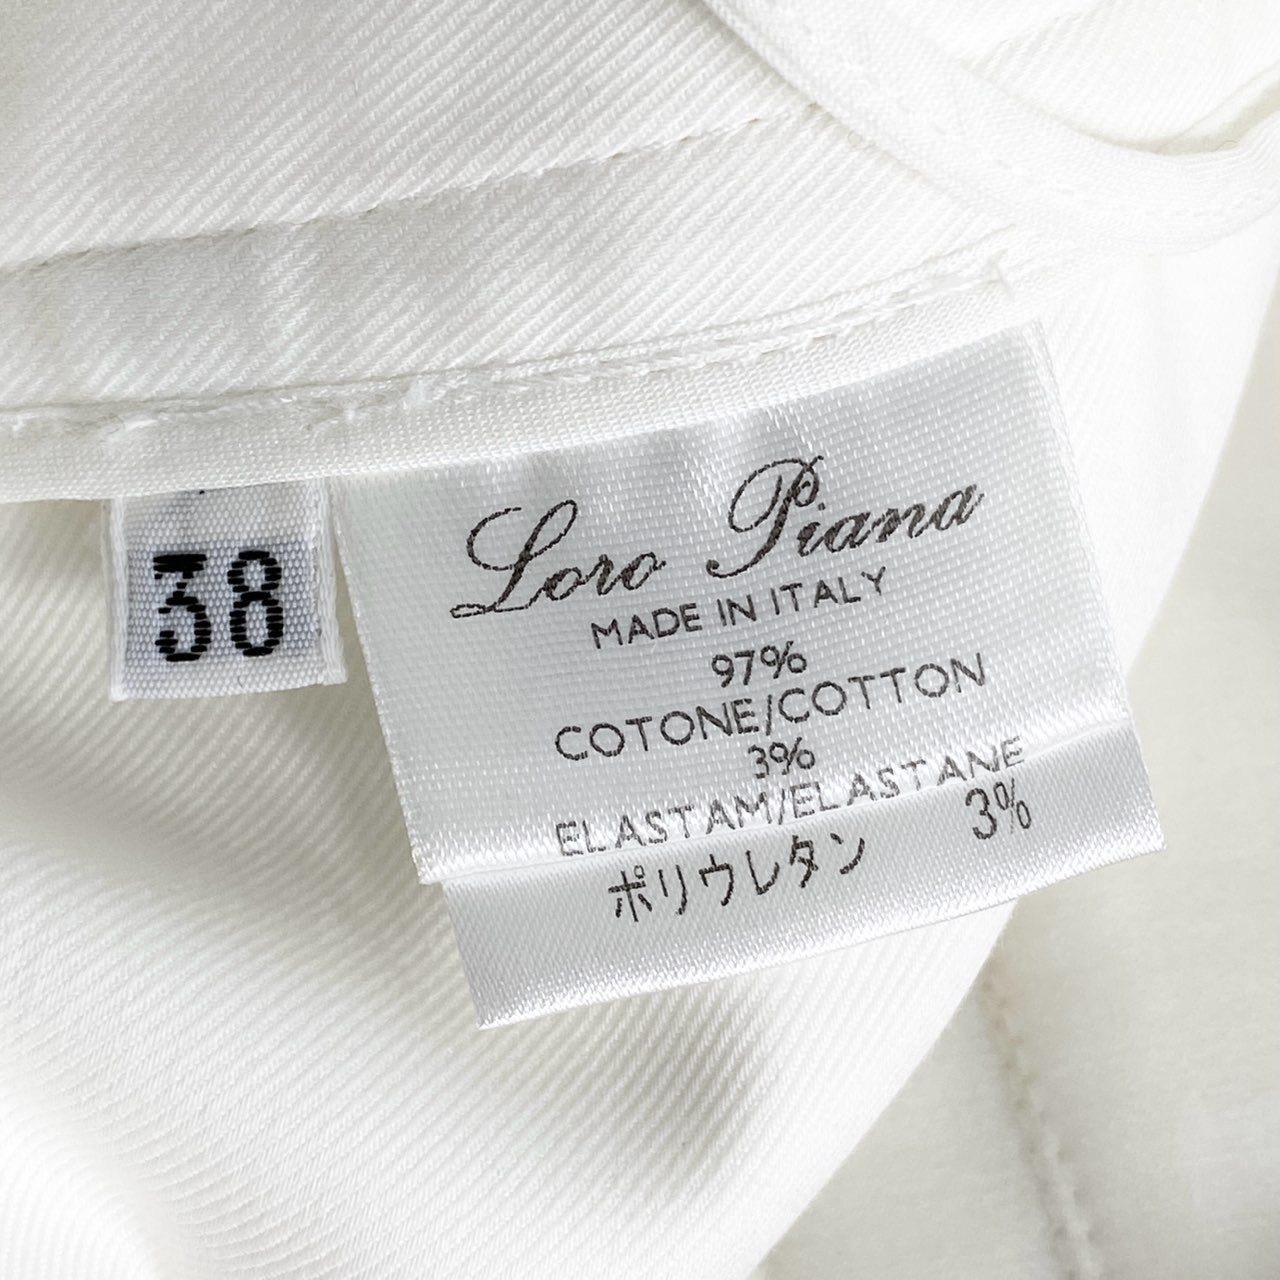 38
Loro Piana
MADE IN ITALY
97%
COTONE/COTTON
3%
ELASTAM/ELASTANE
ポリウレタン 3%